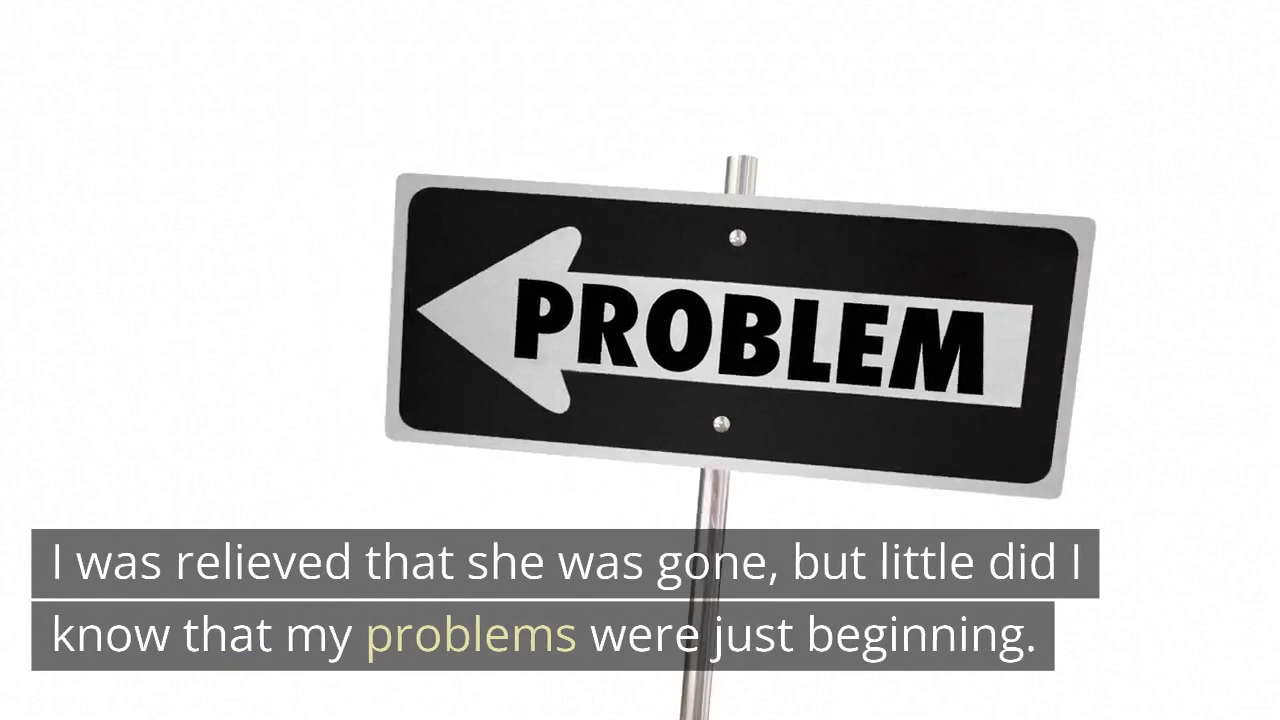 PROBLEM
I was relieved that she was gone, but little did I
know that my problems were just beginning.